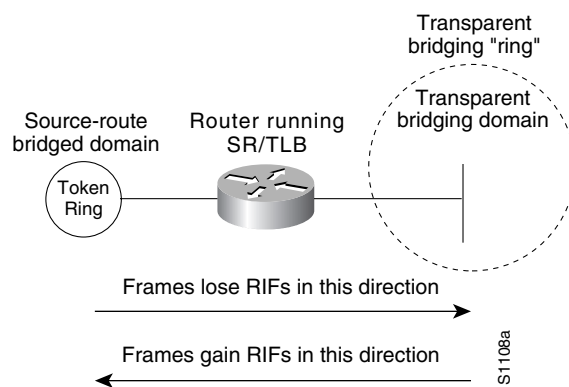 Transparent
bridging "ring"
Transparent
bridging domain
Source-route
bridged domain
Router running
SR/TLB
Token
Ring
Frames lose RIFs in this direction
Frames gain RIFs in this direction
S1108a